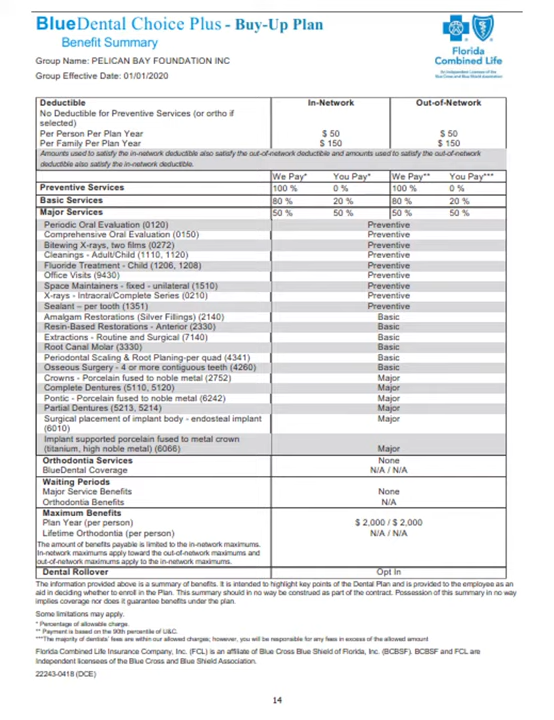 BlueDental Choice Plus - Buy-Up Plan
Benefit Summary
Florida
Combined Life
An Independent Licensee of the
Blue Cross and Blue Shield Association
Group Name: PELICAN BAY FOUNDATION INC
Group Effective Date: 01/01/2020
Deductible In-Network Out-of-Network
No Deductible for Preventive Services (or ortho if
selected)
Per Person Per Plan Year $ 50 $ 50
Per Family Per Plan Year $ 150 $ 150
Amounts used to satisfy the in-network deductible also satisfy the out-of-network deductible and amounts used to satisfy the out-of-network
deductible also satisfy the in-network deductible.
We Pay* You Pay* We Pay** You Pay***
Preventive Services 100 % 0 % 100 % 0 %
Basic Services 80 % 20 % 80 % 20 %
Major Services 50 % 50 % 50 % 50 %
Periodic Oral Evaluation (0120) Preventive
Comprehensive Oral Evaluation (0150) Preventive
Bitewing X-rays, two films (0272) Preventive
Cleanings - Adult/Child (1110, 1120) Preventive
Fluoride Treatment - Child (1206, 1208) Preventive
Office Visits (9430) Preventive
Space Maintainers - fixed - unilateral (1510) Preventive
X-rays - Intraoral/Complete Series (0210) Preventive
Sealant – per tooth (1351) Preventive
Amalgam Restorations (Silver Fillings) (2140) Basic
Resin-Based Restorations - Anterior (2330) Basic
Extractions - Routine and Surgical (7140) Basic
Root Canal Molar (3330) Basic
Periodontal Scaling & Root Planing-per quad (4341) Basic
Osseous Surgery - 4 or more contiguous teeth (4260) Basic
Crowns - Porcelain fused to noble metal (2752) Major
Complete Dentures (5110, 5120) Major
Pontic - Porcelain fused to metal (6242) Major
Partial Dentures (5213, 5214) Major
Surgical placement of implant body - endosteal implant Major
(6010)
Implant supported porcelain fused to metal crown
(titanium, high noble metal) (6066) Major
Orthodontia Services None
BlueDental Coverage N/A / N/A
Waiting Periods
Major Service Benefits None
Orthodontia Benefits N/A
Maximum Benefits
Plan Year (per person) $ 2,000 / $ 2,000
Lifetime Orthodontia (per person) N/A / N/A
The amount of benefits payable is limited to the in-network maximums.
In-network maximums apply toward the out-of-network maximums and
out-of-network maximums apply to the in-network maximums.
Dental Rollover Opt In
The information provided above is a summary of benefits. It is intended to highlight key points of the Dental Plan and is provided to the employee as an
aid in deciding whether to enroll in the Plan. This summary should in no way be construed as part of the contract. Possession of this summary in no way
implies coverage nor does it guarantee benefits under the plan.
Some limitations may apply.
* Percentage of allowable charge.
** Payment is based on the 90th percentile of U&C.
***The majority of dentists' fees are within our allowed charges; however, you will be responsible for any fees in excess of the allowed amount
Florida Combined Life Insurance Company, Inc. (FCL) is an affiliate of Blue Cross Blue Shield of Florida, Inc. (BCBSF). BCBSF and FCL are
Independent licensees of the Blue Cross and Blue Shield Association.
22243-0418 (DCE)
14